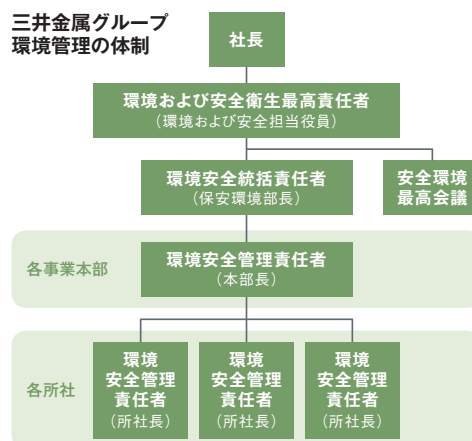 三井金属グループ
環境管理の体制
社長
環境および安全衛生最高責任者
（環境および安全担当役員）
環境安全統括責任者
（保安環境部長）
安全環境
最高会議
各事業本部
環境安全管理責任者
（本部長）
各所社
環境
安全管理
責任者
（所社長）
環境
安全管理
責任者
（所社長）
環境
安全管理
責任者
（所社長）